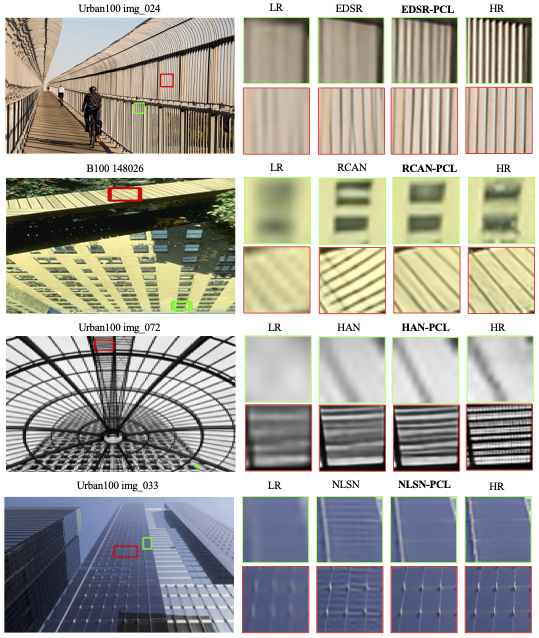 Urban100 img_024 LR EDSR EDSR-PCL HR
B100 148026 LR RCAN RCAN-PCL HR
Urban100 img_072 LR HAN HAN-PCL HR
Urban100 img_033 LR NLSN NLSN-PCL HR